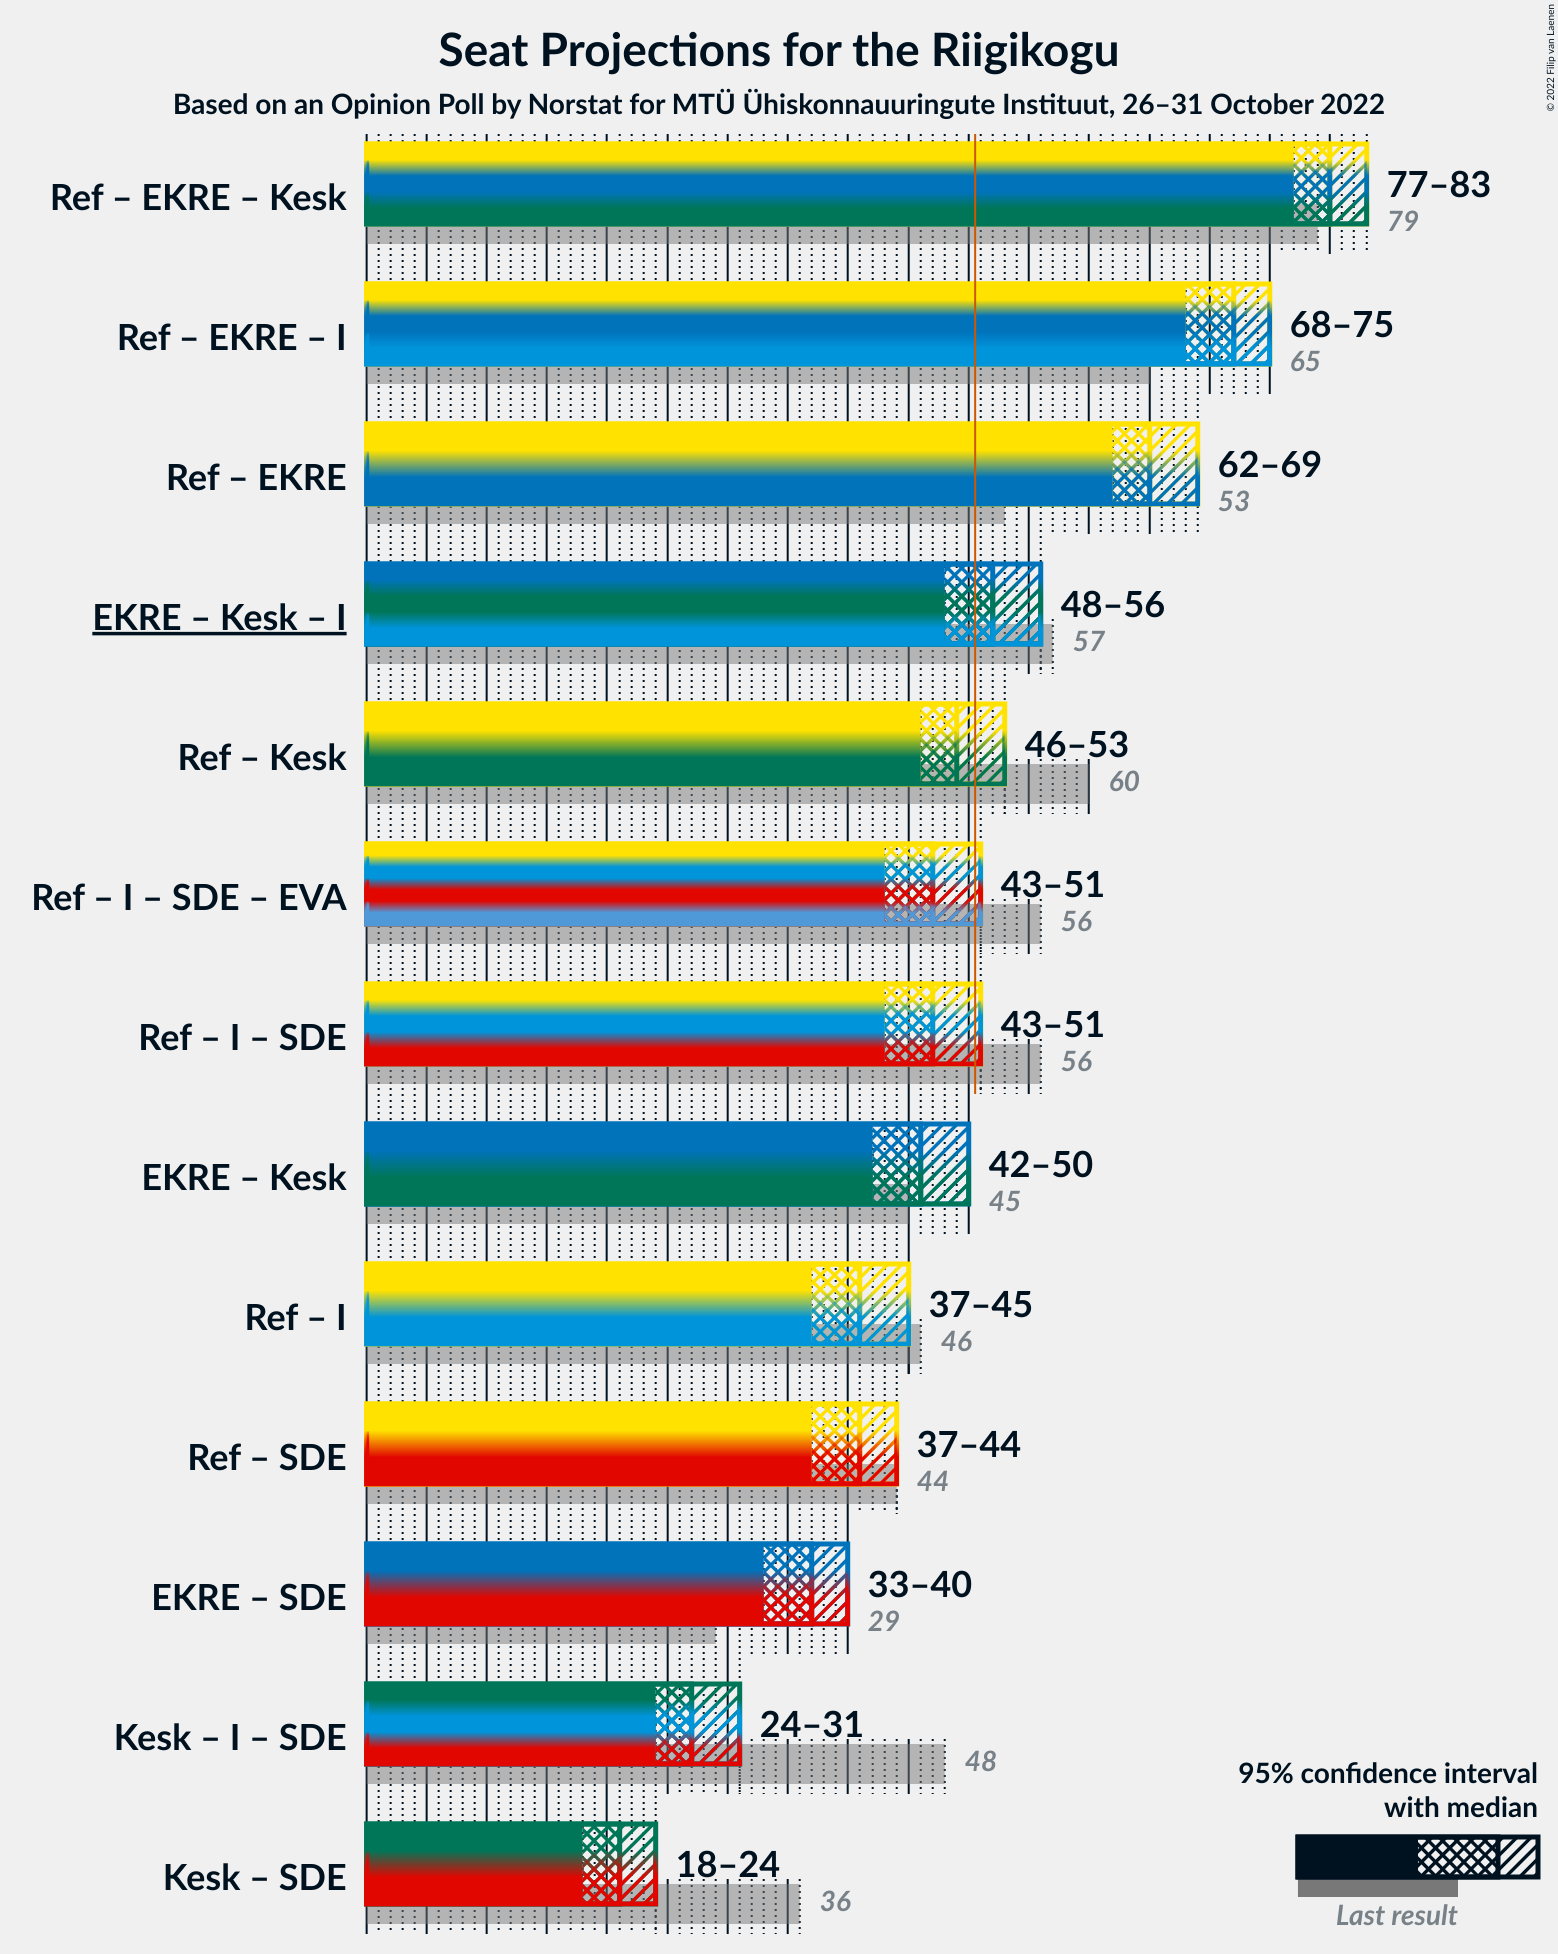 Seat Projections for the Riigikogu
Based on an Opinion Poll by Norstat for MTÜ Ühiskonnauuringute Instituut, 26–31 October 2022
© 2022 Filip van Laenen
Ref – EKRE – Kesk
77–83
79
Ref – EKRE – I
68–75
65
Ref – EKRE
62–69
53
EKRE – Kesk – I
48–56
57
Ref – Kesk
46–53
60
Ref – I – SDE – EVA
43–51
56
Ref – I – SDE
43–51
56
EKRE – Kesk
42–50
45
Ref – I
37–45
46
Ref – SDE
37–44
44
EKRE – SDE
33–40
29
Kesk – I – SDE
24–31
48
Kesk – SDE
18–24
36
95% confidence interval
with median
Last result